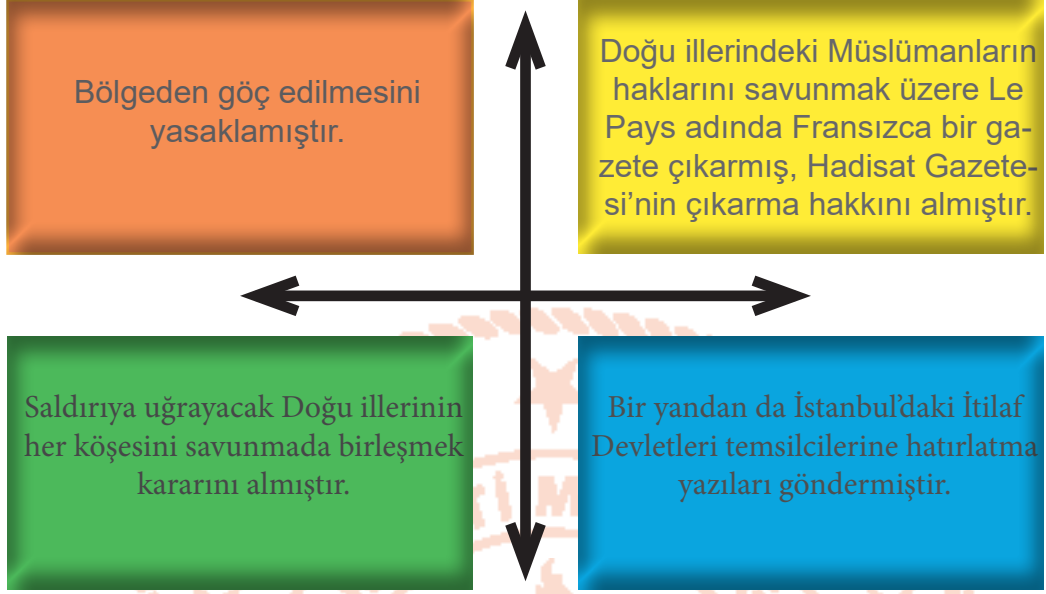 Bölgeden göç edilmesini
yasaklamıştır.
Doğu illerindeki Müslümanların
haklarını savunmak üzere Le
Pays adında Fransızca bir ga-
zete çıkarmış, Hadisat Gazete-
si’nin çıkarma hakkını almıştır.
Saldırıya uğrayacak Doğu illerinin
her köşesini savunmada birleşmek
kararını almıştır.
Bir yandan da İstanbul’daki İtilaf
Devletleri temsilcilerine hatırlatma
yazıları göndermiştir.